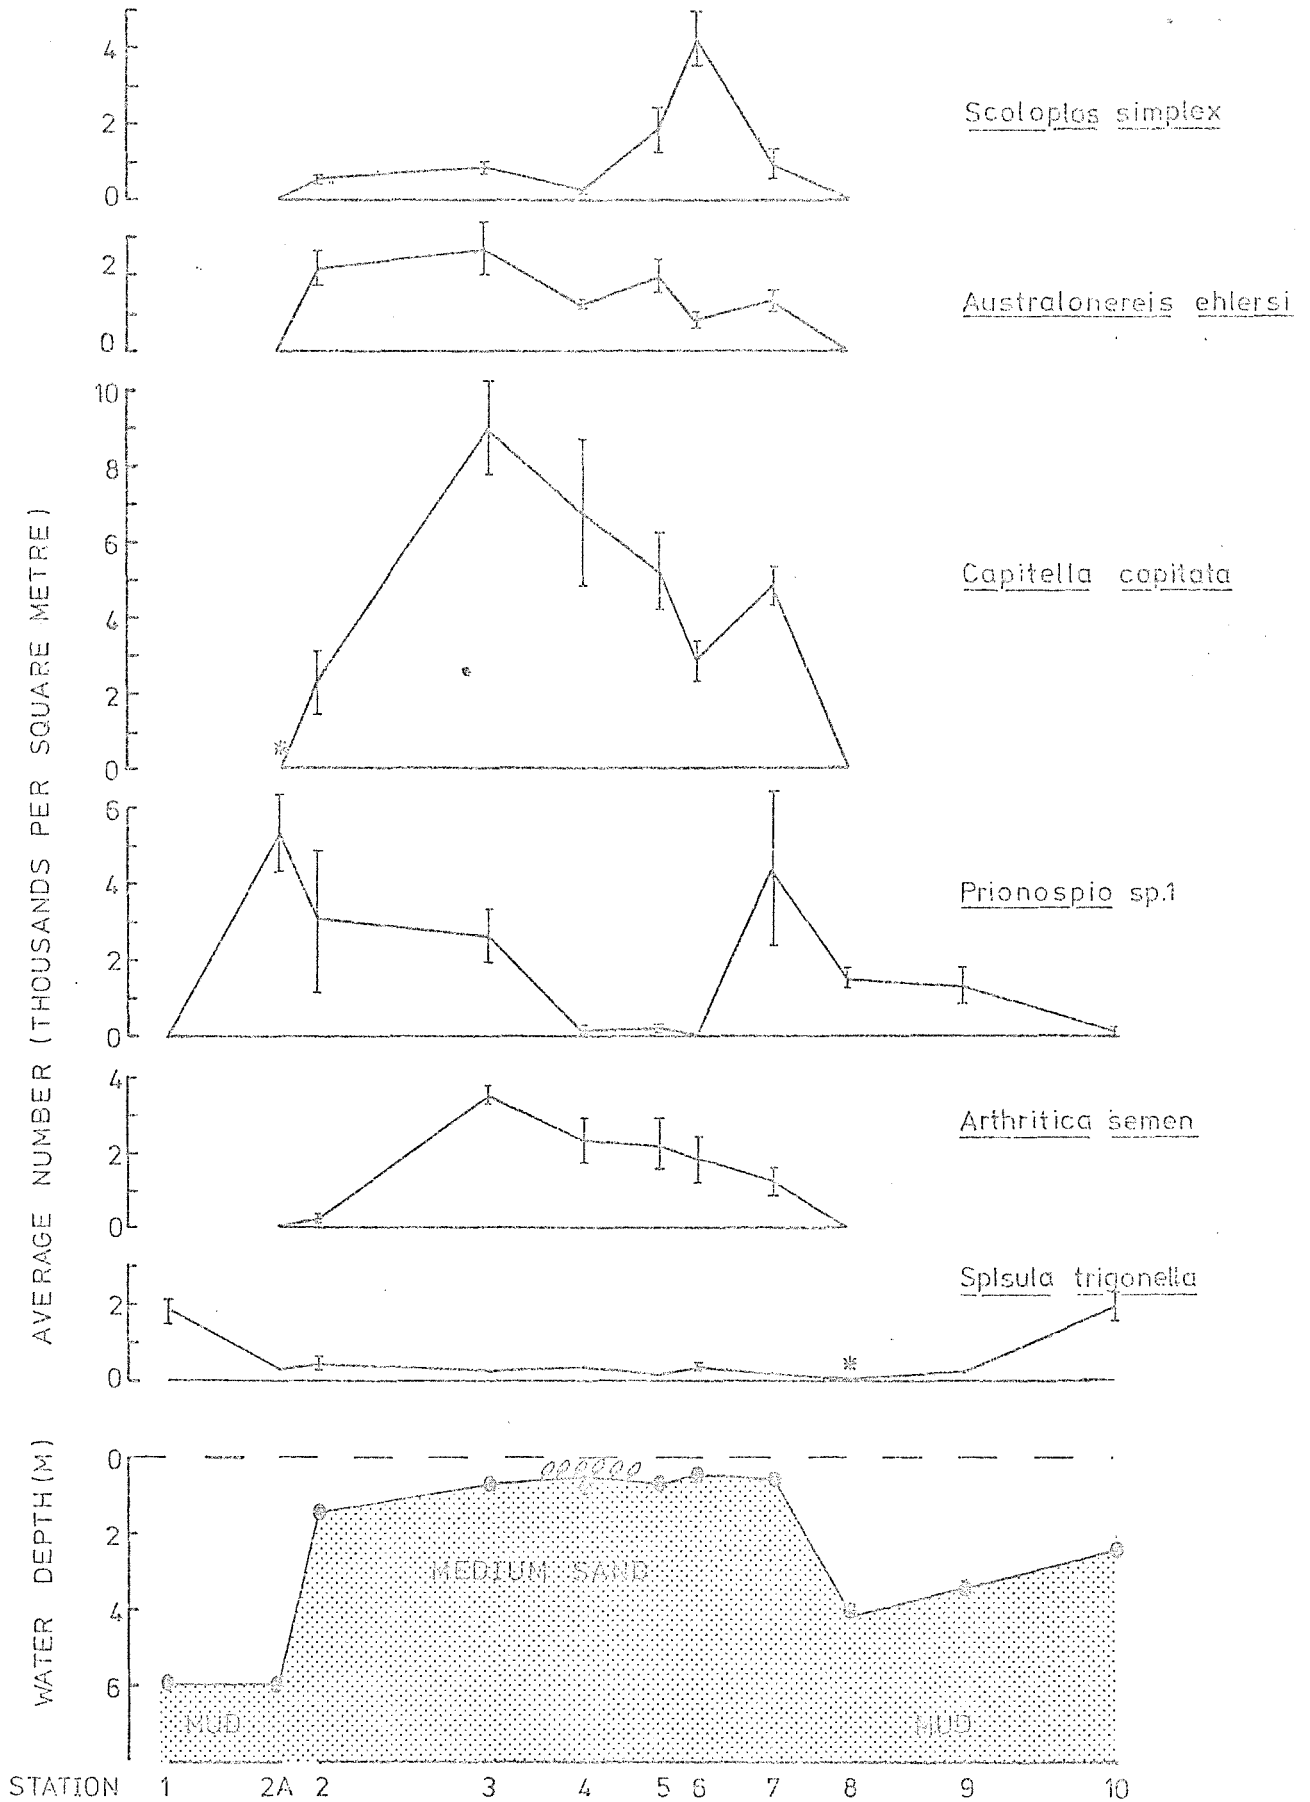 4
2
0
Scoloplos simplex
2
0
Australonereis ehlersi
10
8
6
4
2
0
*
Capitella capitata
6
4
2
0
Prionospio sp.1
4
2
0
Arthritica semen
2
0
*
Spisula trigonella
AVERAGE NUMBER (THOUSANDS PER SQUARE METRE)
0
2
4
6
WATER DEPTH (M)
MEDIUM SAND
MUD
MUD
STATION 1 2A 2 3 4 5 6 7 8 9 10